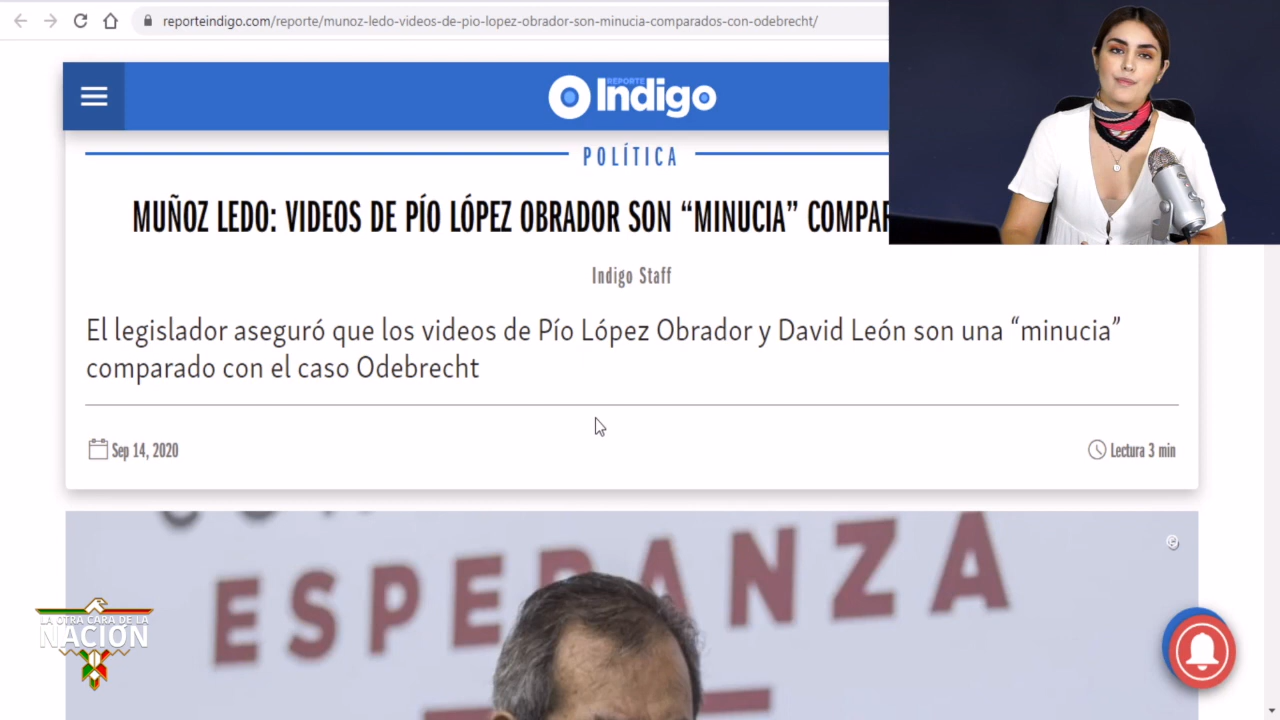 reporteindigo.com/reporte/munoz-ledo-videos-de-pio-lopez-obrador-son-minucia-comparados-con-odebrecht/
REPORTE
Indigo
POLÍTICA
MUÑOZ LEDO: VIDEOS DE PÍO LÓPEZ OBRADOR SON “MINUCIA”
Indigo Staff
El legislador aseguró que los videos de Pío López Obrador y David León son una “minucia”
comparado con el caso Odebrecht
Sep 14, 2020
Lectura 3 min
ESPERANZA
LA OTRA CARA DE LA
NACIÓN